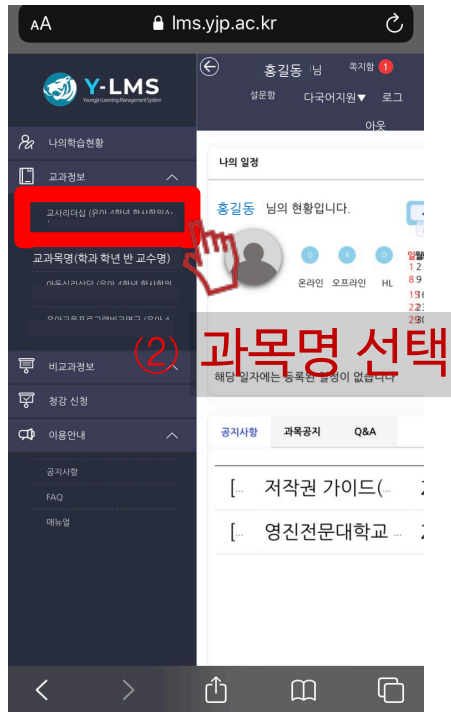 AA lms.yjp.ac.kr
Y-LMS
Youngjin Learning Management System
홍길동 님 쪽지함 1
설문함 다국어지원▼ 로그
아웃
나의학습현황
교과정보
교사리더십
교과목명(학과 학년 반 교수명)
비교과정보
청강 신청
이용안내
공지사항
FAQ
매뉴얼
나의 일정
홍길동 님의 현황입니다.
0 4 0
온라인 오프라인 HL
② 과목명 선택
해당 일자에는 등록된 일정이 없습니다
공지사항 과목공지 Q&A
[... 저작권 가이드(...
[... 영진전문대학교 ...